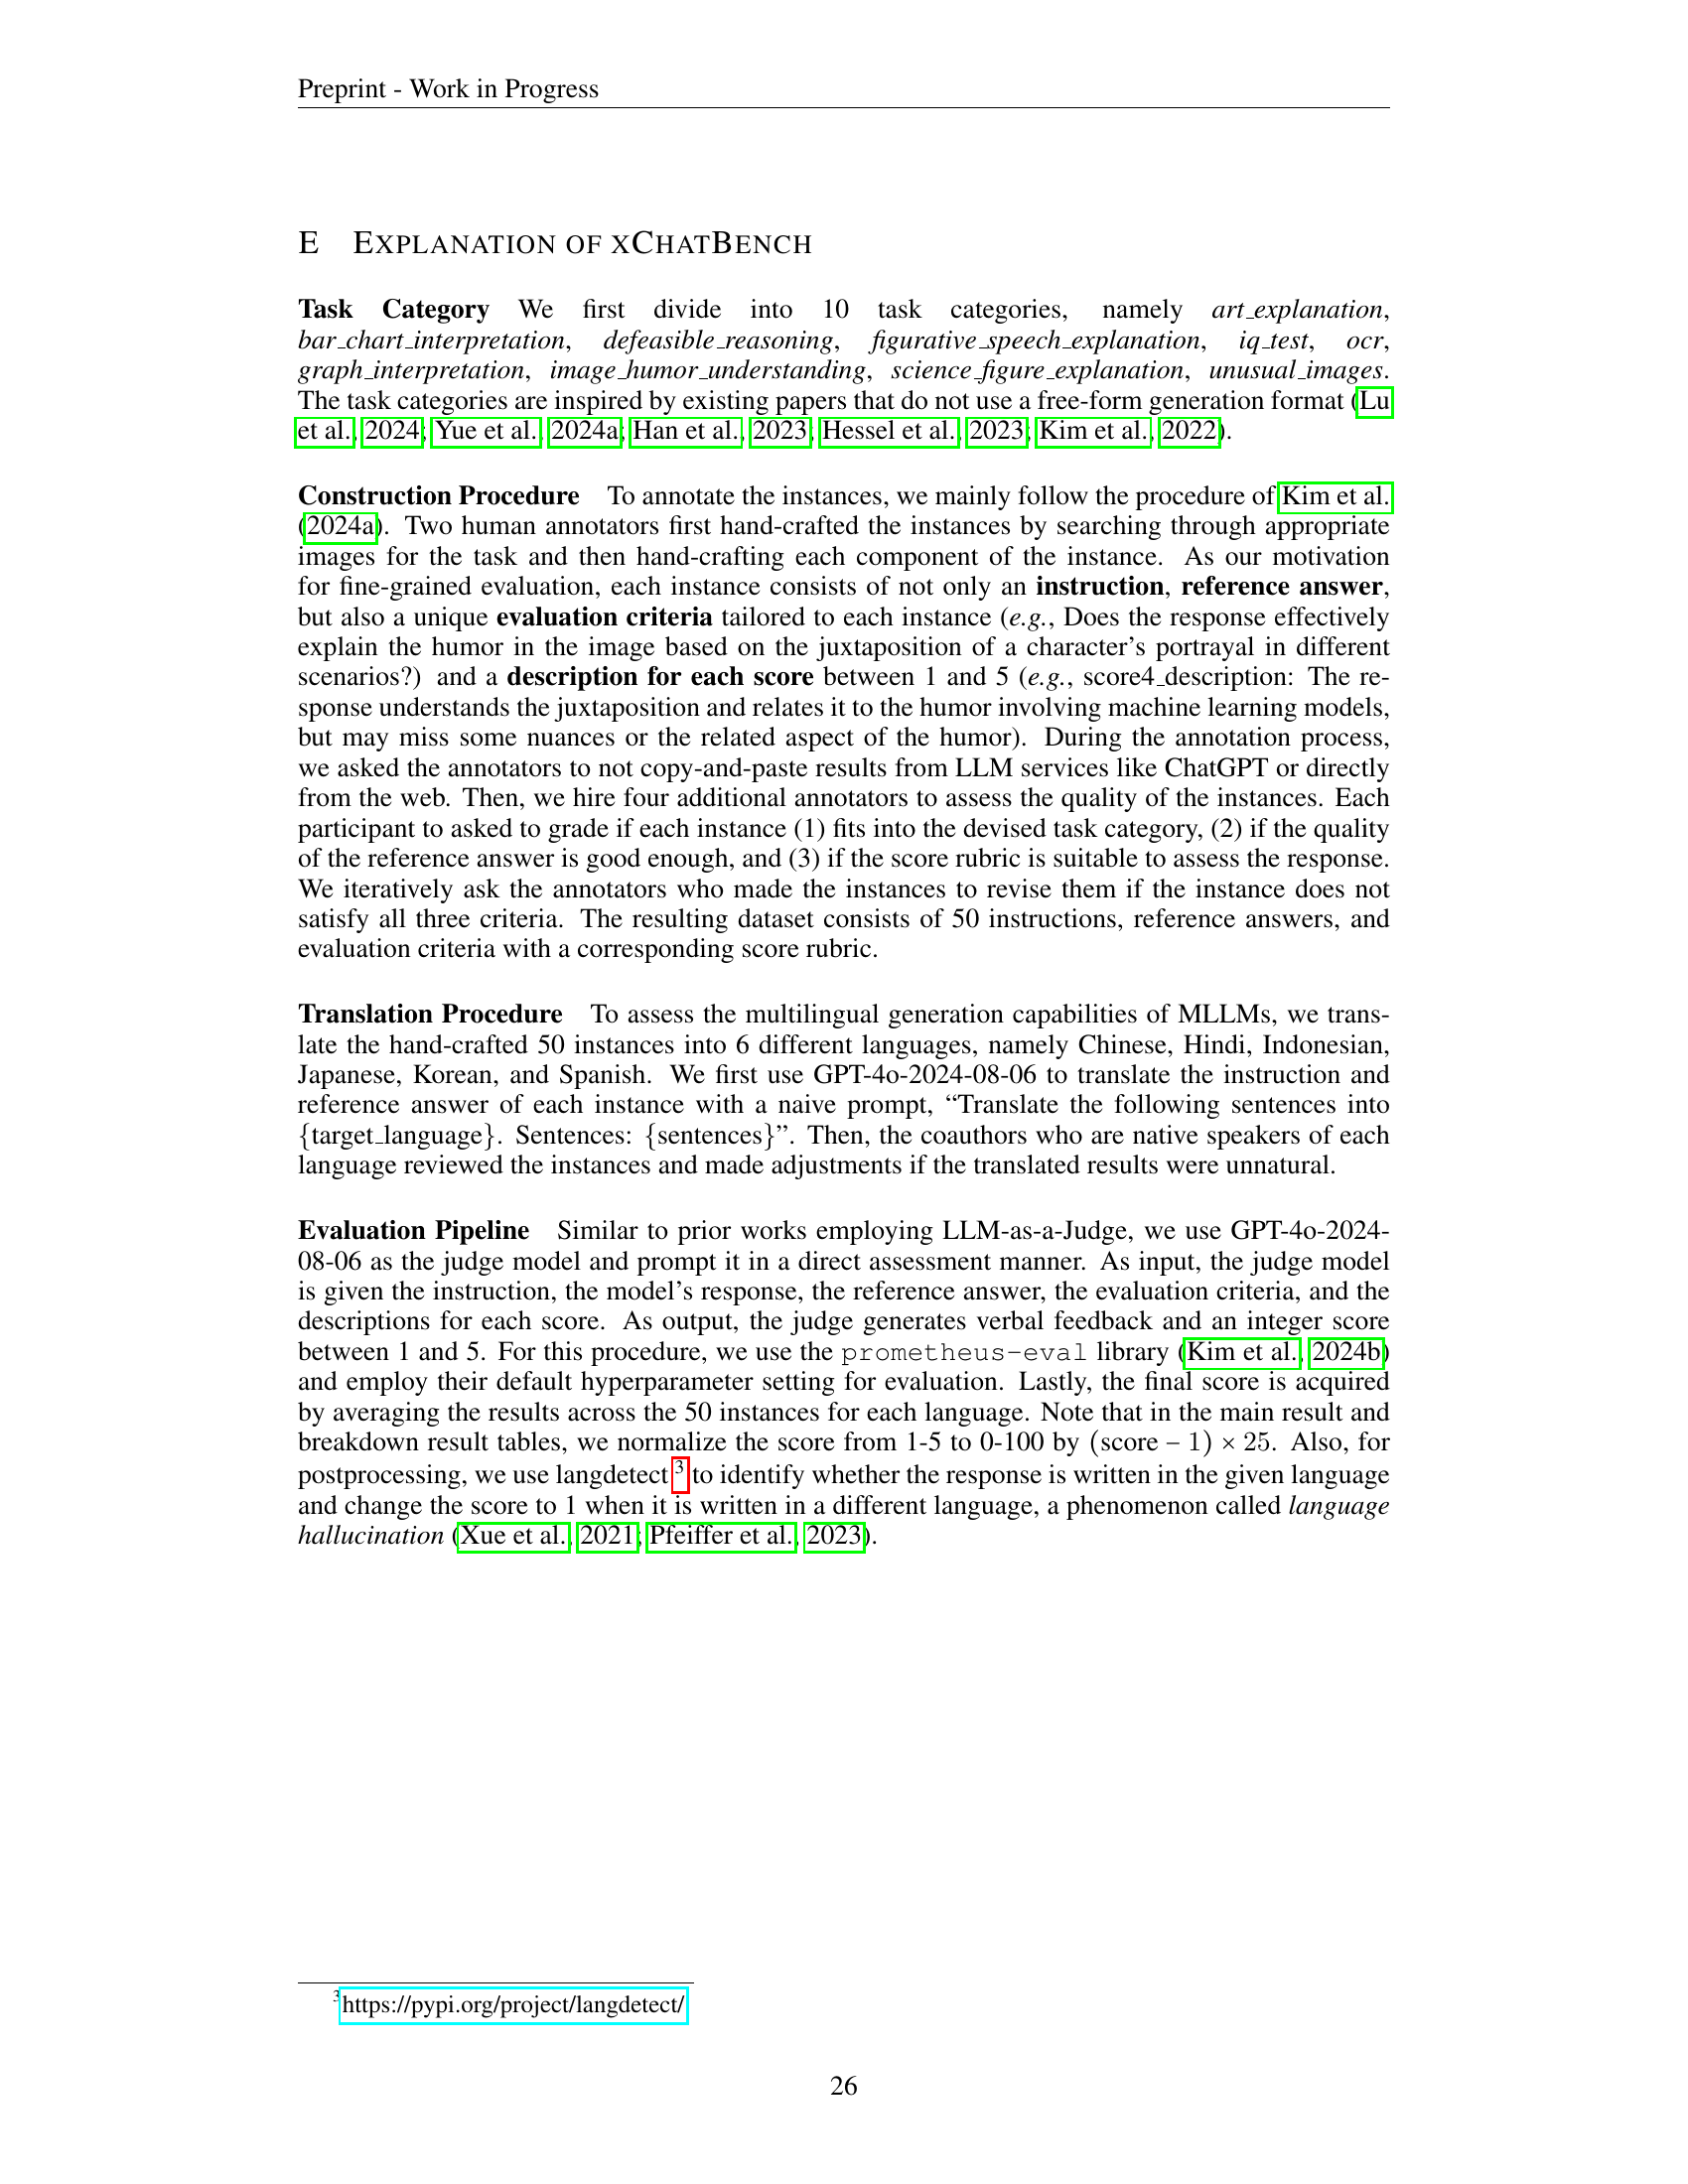 Preprint - Work in Progress
E EXPLANATION OF XCHATBENCH
Task Category We first divide into 10 task categories, namely art_explanation,
bar_chart_interpretation, defeasible_reasoning, figurative_speech_explanation, iq_test, ocr,
graph_interpretation, image_humor_understanding, science_figure_explanation, unusual_images.
The task categories are inspired by existing papers that do not use a free-form generation format (Lu
et al., 2024; Yue et al., 2024a; Han et al., 2023; Hessel et al., 2023; Kim et al., 2022).
Construction Procedure To annotate the instances, we mainly follow the procedure of Kim et al.
(2024a). Two human annotators first hand-crafted the instances by searching through appropriate
images for the task and then hand-crafting each component of the instance. As our motivation
for fine-grained evaluation, each instance consists of not only an instruction, reference answer,
but also a unique evaluation criteria tailored to each instance (e.g., Does the response effectively
explain the humor in the image based on the juxtaposition of a character's portrayal in different
scenarios?) and a description for each score between 1 and 5 (e.g., score4_description: The re-
sponse understands the juxtaposition and relates it to the humor involving machine learning models,
but may miss some nuances or the related aspect of the humor). During the annotation process,
we asked the annotators to not copy-and-paste results from LLM services like ChatGPT or directly
from the web. Then, we hire four additional annotators to assess the quality of the instances. Each
participant to asked to grade if each instance (1) fits into the devised task category, (2) if the quality
of the reference answer is good enough, and (3) if the score rubric is suitable to assess the response.
We iteratively ask the annotators who made the instances to revise them if the instance does not
satisfy all three criteria. The resulting dataset consists of 50 instructions, reference answers, and
evaluation criteria with a corresponding score rubric.
Translation Procedure To assess the multilingual generation capabilities of MLLMs, we trans-
late the hand-crafted 50 instances into 6 different languages, namely Chinese, Hindi, Indonesian,
Japanese, Korean, and Spanish. We first use GPT-4o-2024-08-06 to translate the instruction and
reference answer of each instance with a naive prompt, “Translate the following sentences into
{target_language}. Sentences: {sentences}”. Then, the coauthors who are native speakers of each
language reviewed the instances and made adjustments if the translated results were unnatural.
Evaluation Pipeline Similar to prior works employing LLM-as-a-Judge, we use GPT-4o-2024-
08-06 as the judge model and prompt it in a direct assessment manner. As input, the judge model
is given the instruction, the model's response, the reference answer, the evaluation criteria, and the
descriptions for each score. As output, the judge generates verbal feedback and an integer score
between 1 and 5. For this procedure, we use the prometheus-eval library (Kim et al., 2024b)
and employ their default hyperparameter setting for evaluation. Lastly, the final score is acquired
by averaging the results across the 50 instances for each language. Note that in the main result and
breakdown result tables, we normalize the score from 1-5 to 0-100 by (score – 1) × 25. Also, for
postprocessing, we use langdetect 3 to identify whether the response is written in the given language
and change the score to 1 when it is written in a different language, a phenomenon called language
hallucination (Xue et al., 2021; Pfeiffer et al., 2023).
3https://pypi.org/project/langdetect/
26